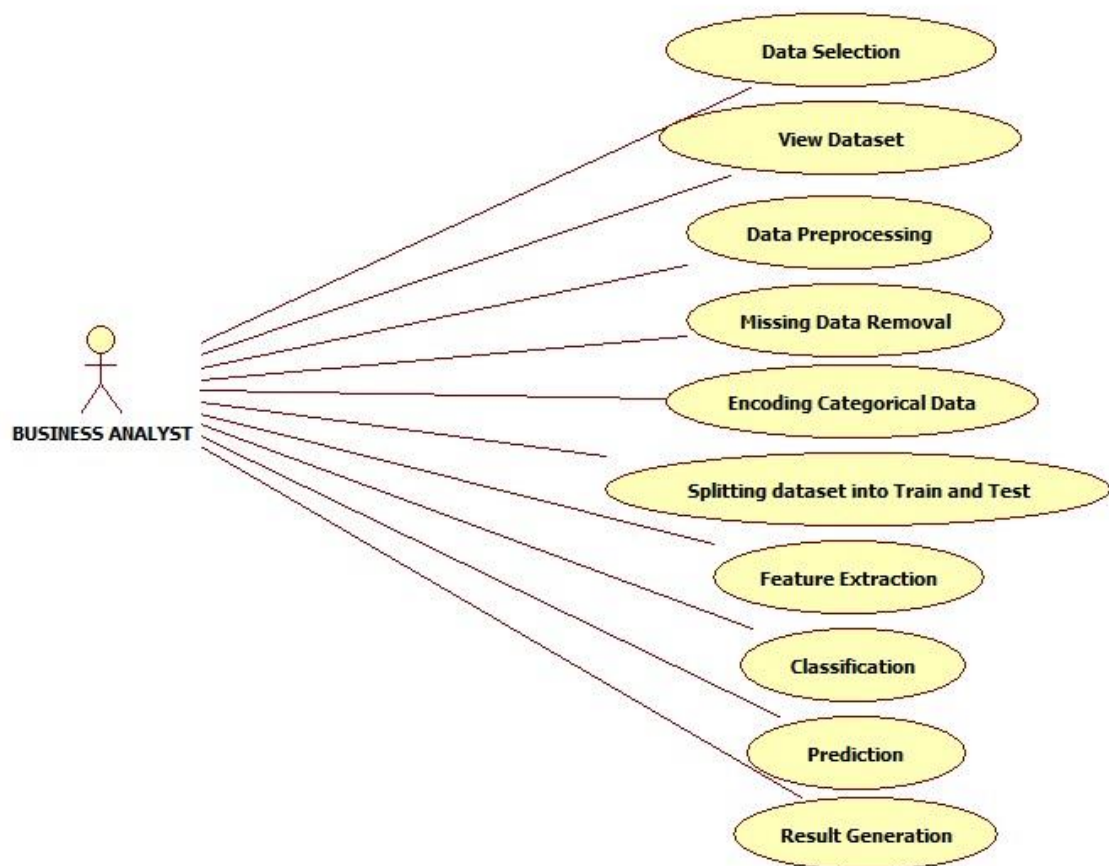 Data Selection
View Dataset
Data Preprocessing
Missing Data Removal
BUSINESS ANALYST
Encoding Categorical Data
Splitting dataset into Train and Test
Feature Extraction
Classification
Prediction
Result Generation